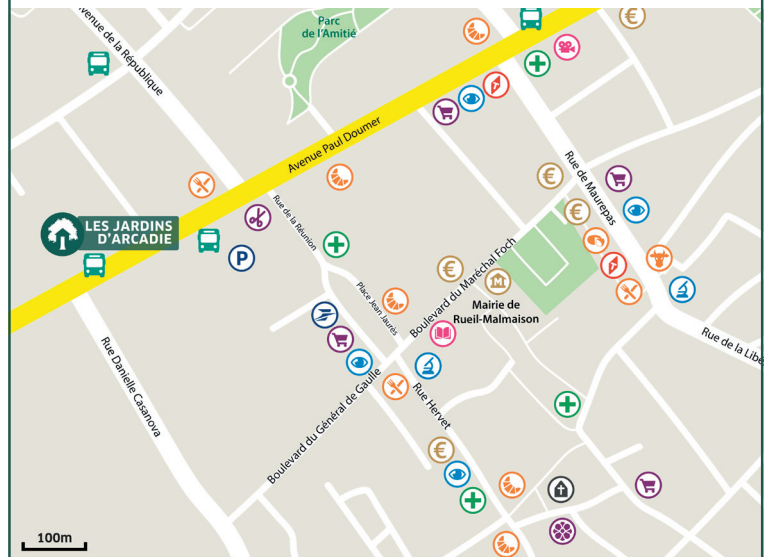 Avenue de la République
Parc
de l'Amitié
Avenue Paul Doumer
Rue de Maurepas
LES JARDINS
D'ARCADIE
Rue de la Réunion
P
Place Jean Jaurès
Boulevard du Maréchal Foch
Mairie de
Rueil-Malmaison
Rue de la Libé
Rue Danielle Casanova
Boulevard du Général de Gaulle
Rue Hervet
100m